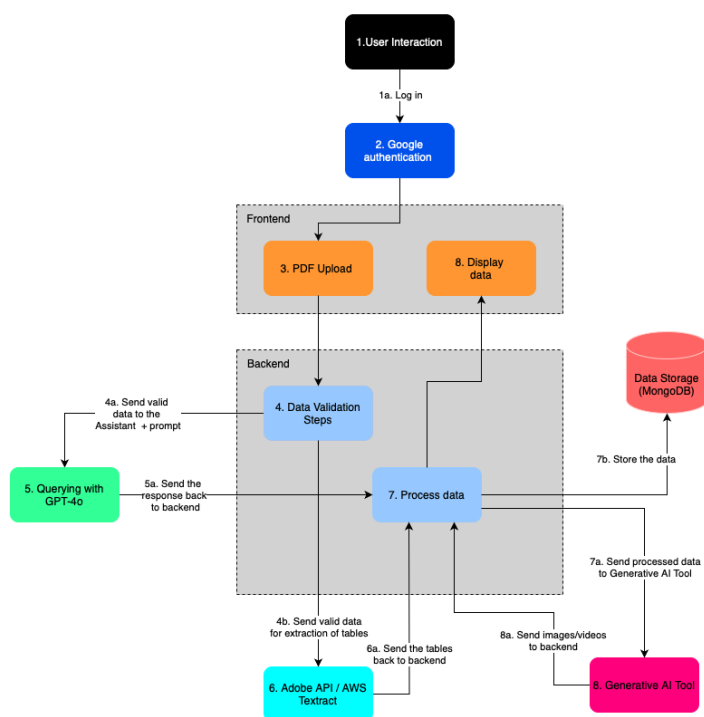 1.User Interaction
1a. Log in
2. Google
authentication
Frontend
3. PDF Upload
8. Display
data
Backend
Data Storage
(MongoDB)
4a. Send valid
data to the
Assistant + prompt
4. Data Validation
Steps
7b. Store the data
5. Querying with
GPT-4o
5a. Send the
response back
to backend
7. Process data
7a. Send processed data
to Generative AI Tool
4b. Send valid data
for extraction of tables
6a. Send the tables
back to backend
8a. Send images/videos
to backend
6. Adobe API / AWS
Textract
8. Generative AI Tool